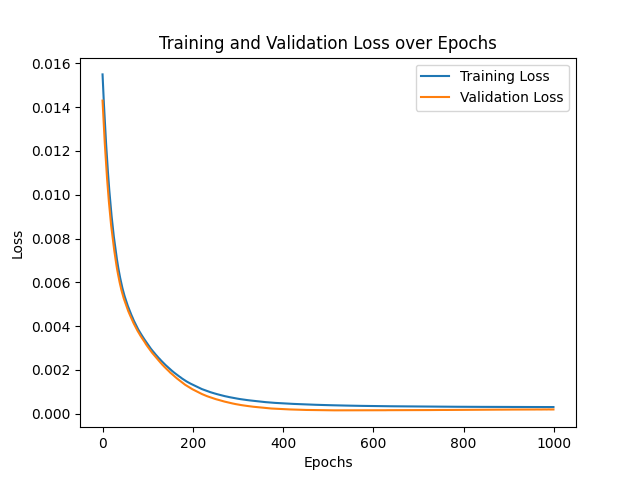 Training and Validation Loss over Epochs
Training Loss
Validation Loss
Loss
0.016
0.014
0.012
0.010
0.008
0.006
0.004
0.002
0.000
0 200 400 600 800 1000
Epochs